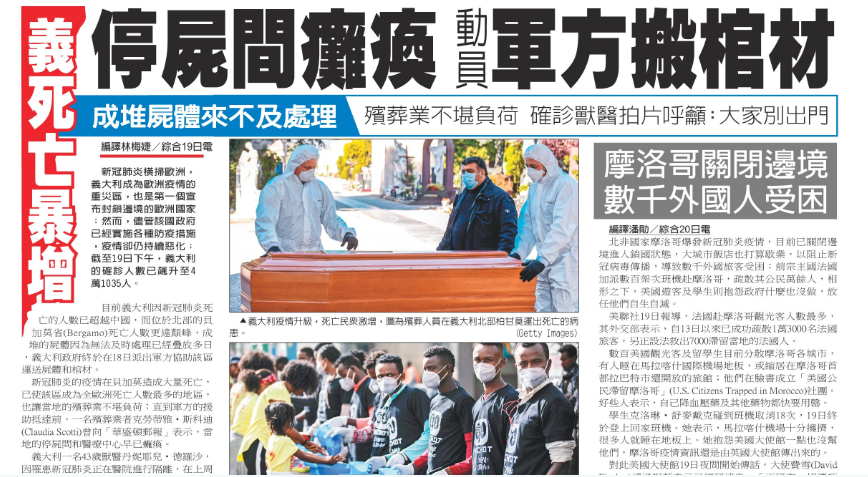 義死亡暴增
停屍間癱瘓 動員軍方搬棺材
成堆屍體來不及處理
殯葬業不堪負荷 確診獸醫拍片呼籲：大家別出門
編譯林梅婕／綜合19日電
新冠肺炎橫掃歐洲，
義大利成為歐洲疫情的
重災區，也是第一個宣
布封鎖邊境的歐洲國家
；然而，儘管該國政府
已經實施各種防疫措施
，疫情卻仍持續惡化；
截至19日下午，義大利
的確診人數已飆升至4
萬1035人。
目前義大利因新冠肺炎死
亡的人數已超越中國，而位於北部的貝
加莫省(Bergamo)死亡人數更達顛峰，成
堆的屍體因為無法及時處理已經疊放多日
，義大利政府終於在18日派出軍方協助該區
運送屍體和棺材。
新冠肺炎的疫情在貝加莫造成大量死亡，
已使該區成為全歐洲死亡人數最多的地區，
也讓當地的殯葬業不堪負荷；直到軍方的援
助抵達前，一名殯葬業者克勞蒂雅·斯科迪
(Claudia Scotti)曾向「華盛頓郵報」表示，當
地的停屍間和醫療中心早已癱瘓。
義大利一名43歲獸醫丹妮耶兒·德羅沙，
因罹患新冠肺炎正在醫院進行隔離，在上周
▲義大利疫情升級，死亡民眾激增，圖為殯葬人員在義大利北部柏甘莫運出死亡的病
患。 (Getty Images)
摩洛哥關閉邊境
數千外國人受困
編譯潘勛／綜合20日電
北非國家摩洛哥爆發新冠肺炎疫情，目前已關閉邊
境進入鎖國狀態，大城市飯店也打算歇業，以阻止新
冠病毒傳播，導致數千外國旅客受困；前宗主國法國
加派數百架次班機赴摩洛哥，疏散其公民萬餘人，相
形之下，美國遊客及學生則抱怨政府什麼也沒做，放
任他們自生自滅。
美聯社19日報導，法國赴摩洛哥觀光客人數最多，
其外交部表示，自13日以來已成功疏散1萬3000名法國
旅客，另正設法救出7000滯留當地的法國人。
數百美國觀光客及留學生目前分散摩洛哥各城市，
有人睡在馬拉喀什國際機場地板，或縮居在摩洛哥首
都拉巴特市還開放的旅館；他們在臉書成立「美國公
民滯留摩洛哥」(U.S. Citizens Trapped in Morocco)社團。
好些人表示，自己降血壓藥及其他藥物都快要用罄。
學生克洛琳·舒麥戴克碰到班機取消18次，19日終
於登上回家班機。她表示，馬拉喀什機場十分擁擠，
很多人就睡在地板上。她抱怨美國大使館一點也沒幫
他們，摩洛哥疫情資訊還是由英國大使館傳出來的。
對此美國大使館19日夜間開始傳話，大使費雪(David